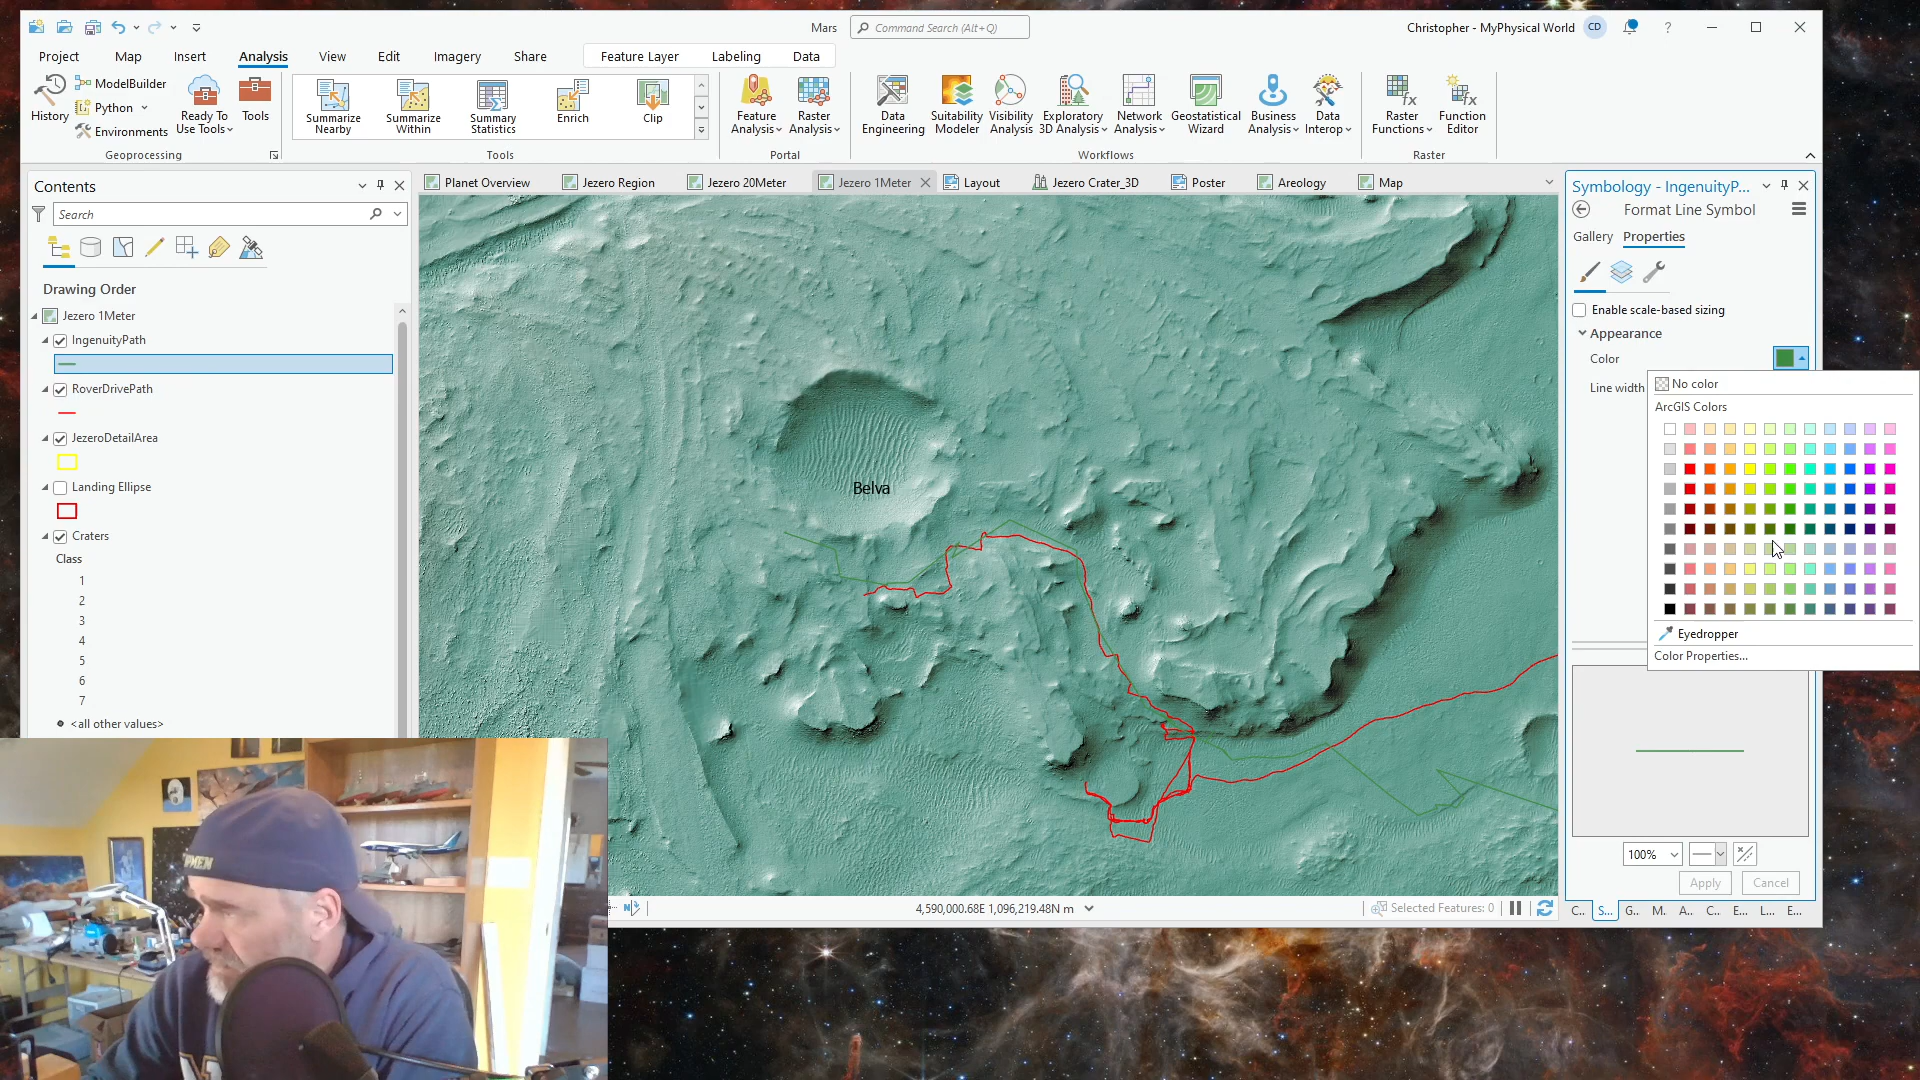 Mars
Command Search (Alt+Q)
Christopher - MyPhysical World
CD
?
Project
Map
Insert
Analysis
View
Edit
Imagery
Share
Feature Layer
Labeling
Data
History
ModelBuilder
Python
Environments
Ready To Use Tools
Tools
Geoprocessing
Summarize Nearby
Summarize Within
Summary Statistics
Enrich
Clip
Tools
Feature Analysis
Raster Analysis
Portal
Data Engineering
Suitability Modeler
Visibility Analysis
Exploratory 3D Analysis
Network Analysis
Geostatistical Wizard
Business Analysis
Data Interop
Workflows
Raster Functions
Function Editor
Raster
Contents
Search
Drawing Order
Jezero 1Meter
IngenuityPath
RoverDrivePath
JezeroDetailArea
Landing Ellipse
Craters
Class
1
2
3
4
5
6
7
<all other values>
Planet Overview
Jezero Region
Jezero 20Meter
Jezero 1Meter
Layout
Jezero Crater_3D
Poster
Areology
Map
Belva
4,590,000.68E 1,096,219.48N m
Selected Features: 0
Symbology - IngenuityP...
Format Line Symbol
Gallery
Properties
Enable scale-based sizing
Appearance
Color
Line width
No color
ArcGIS Colors
Eyedropper
Color Properties...
100%
Apply
Cancel
C...
S...
G...
M.
A...
C...
E...
L...
E...